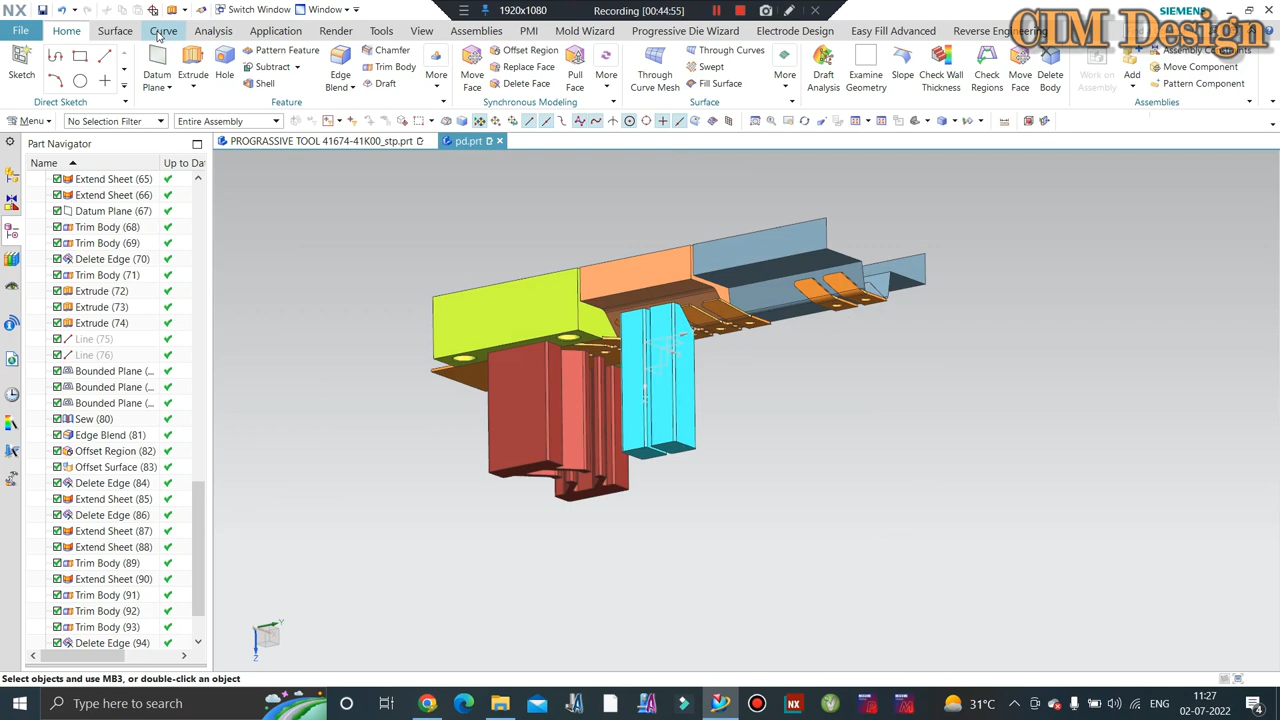 NX Switch Window Window 1920x1080 Recording (00:44:55) SIEMENS
CIM Design
File Home Surface Curve Analysis Application Render Tools View Assemblies PMI Mold Wizard Progressive Die Wizard Electrode Design Easy Fill Advanced Reverse Engineering
Pattern Feature Chamfer Offset Region Through Curves Assembly Constraints
Subtract Trim Body Replace Face Swept Move Component
Shell Draft Delete Face Fill Surface Pattern Component
Sketch Datum Plane Extrude Hole Edge Blend More Move Face Pull Face More Through Curve Mesh More Draft Analysis Examine Geometry Slope Check Wall Thickness Check Regions Move Face Delete Body Work on Assembly Add
Direct Sketch Feature Synchronous Modeling Surface Assemblies
Menu No Selection Filter Entire Assembly
Part Navigator PROGRASSIVE TOOL 41674-41K00_stp.prt pd.prt
Name Up to Da
Extend Sheet (65)
Extend Sheet (66)
Datum Plane (67)
Trim Body (68)
Trim Body (69)
Delete Edge (70)
Trim Body (71)
Extrude (72)
Extrude (73)
Extrude (74)
Line (75)
Line (76)
Bounded Plane (...
Bounded Plane (...
Bounded Plane (...
Sew (80)
Edge Blend (81)
Offset Region (82)
Offset Surface (83)
Delete Edge (84)
Extend Sheet (85)
Delete Edge (86)
Extend Sheet (87)
Extend Sheet (88)
Trim Body (89)
Extend Sheet (90)
Trim Body (91)
Trim Body (92)
Trim Body (93)
Delete Edge (94)
Y
Z
Select objects and use MB3, or double-click an object
Type here to search 31°C ENG 11:27
02-07-2022 4